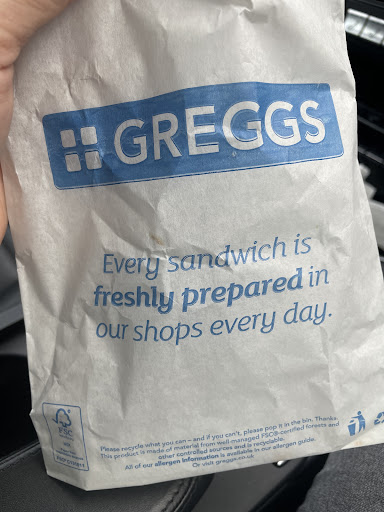 GREGGS
Every sandwich is
freshly prepared in
our shops every day.
FSC
Please recycle what you can – and if you can't, please pop it in the bin. Thanks
This product is made of material from well-managed FSC®-certified forests and
other controlled sources and is recyclable.
All of our allergen information is available in our allergen guide.
Or visit greggs.co.uk